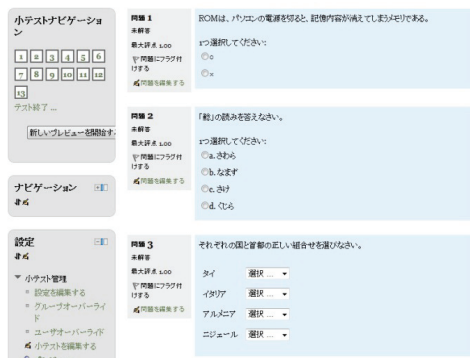 小テストナビゲーショ
ン
1 2 3 4 5 6
7 8 9 10 11 12
13
テスト終了 ...
新しいプレビューを開始す
ナビゲーション
設定
小テスト管理
設定を編集する
グループオーバーライ
ド
ユーザオーバーライド
小テストを編集する
問題 1
未解答
最大評点 1.00
問題にフラグ付
けする
問題を編集する
ROMは、パソコンの電源を切ると、記憶内容が消えてしまうメモリである。
1つ選択してください:
○
×
問題 2
未解答
最大評点 1.00
問題にフラグ付
けする
問題を編集する
の読みを答えなさい。
1つ選択してください:
a. さわら
b. なまず
c. さけ
d. くじら
問題 3
未解答
最大評点 1.00
問題にフラグ付
けする
問題を編集する
それぞれの国と首都の正しい組合せを選びなさい。
タイ 選択 ...
イタリア 選択 ...
アルメニア 選択 ...
ニジェール 選択 ...